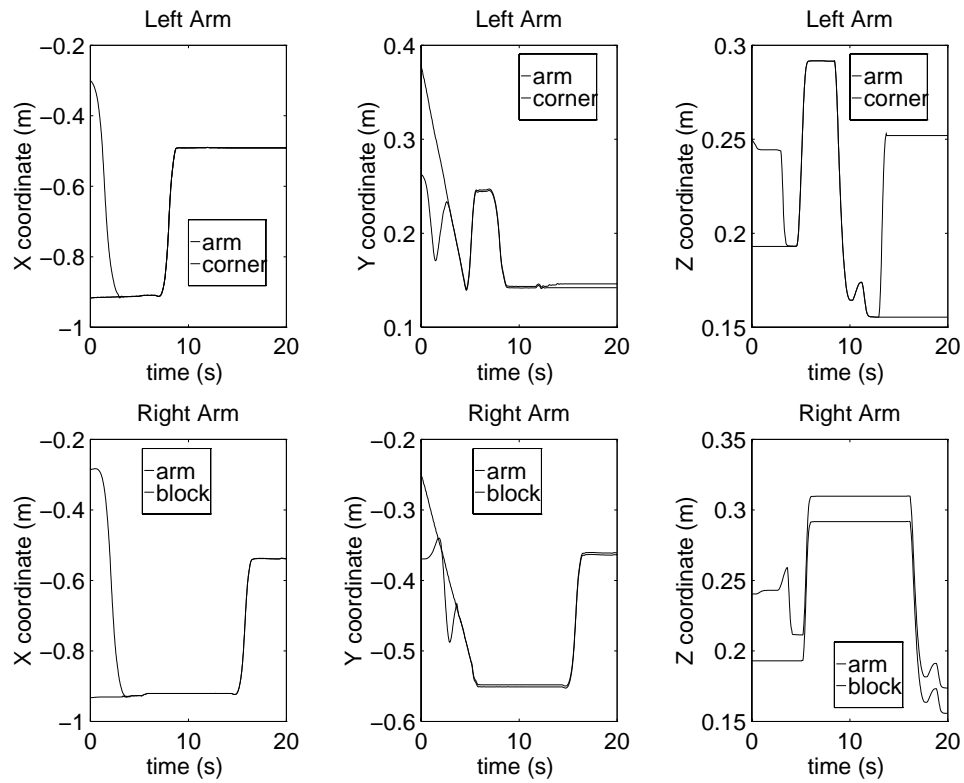 Left Arm
−0.2
−0.4
−0.6
−0.8
−1
X coordinate (m)
arm
corner
0 10 20
time (s)
Left Arm
0.4
0.3
0.2
0.1
Y coordinate (m)
arm
corner
0 10 20
time (s)
Left Arm
0.3
0.25
0.2
0.15
Z coordinate (m)
arm
corner
0 10 20
time (s)
Right Arm
−0.2
−0.4
−0.6
−0.8
−1
X coordinate (m)
arm
block
0 10 20
time (s)
Right Arm
−0.2
−0.3
−0.4
−0.5
−0.6
Y coordinate (m)
arm
block
0 10 20
time (s)
Right Arm
0.35
0.3
0.25
0.2
0.15
Z coordinate (m)
arm
block
0 10 20
time (s)